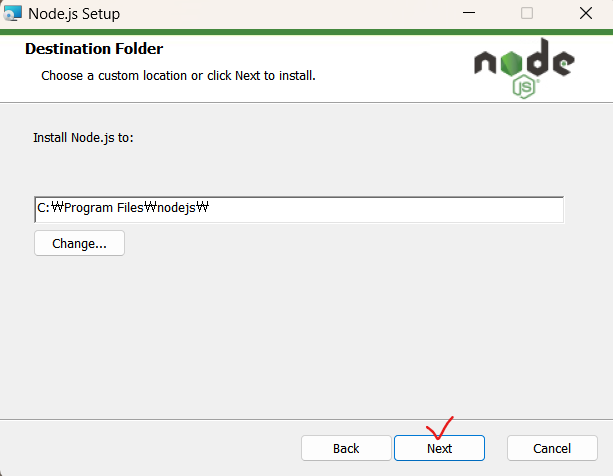 Node.js Setup
Destination Folder
Choose a custom location or click Next to install.
node
JS
Install Node.js to:
C:₩Program Files₩nodejs₩
Change...
Back
Next
Cancel